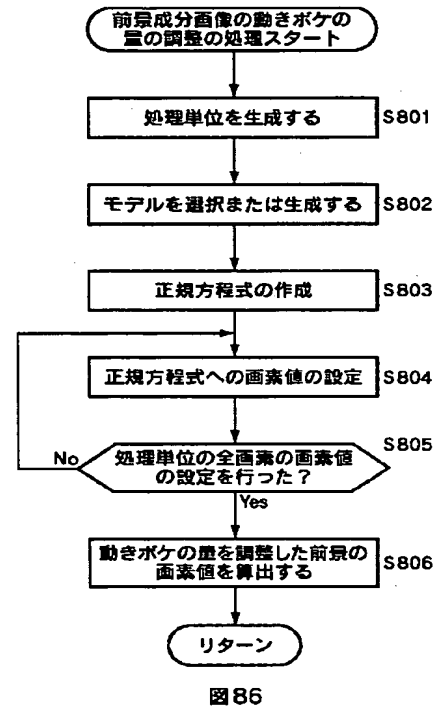 前景成分画像の動きボケの
量の調整の処理スタート
処理単位を生成する
S801
モデルを選択または生成する
S802
正規方程式の作成
S803
正規方程式への画素値の設定
S804
処理単位の全画素の画素値
の設定を行った？
S805
No
Yes
動きボケの量を調整した前景の
画素値を算出する
S806
リターン
図86